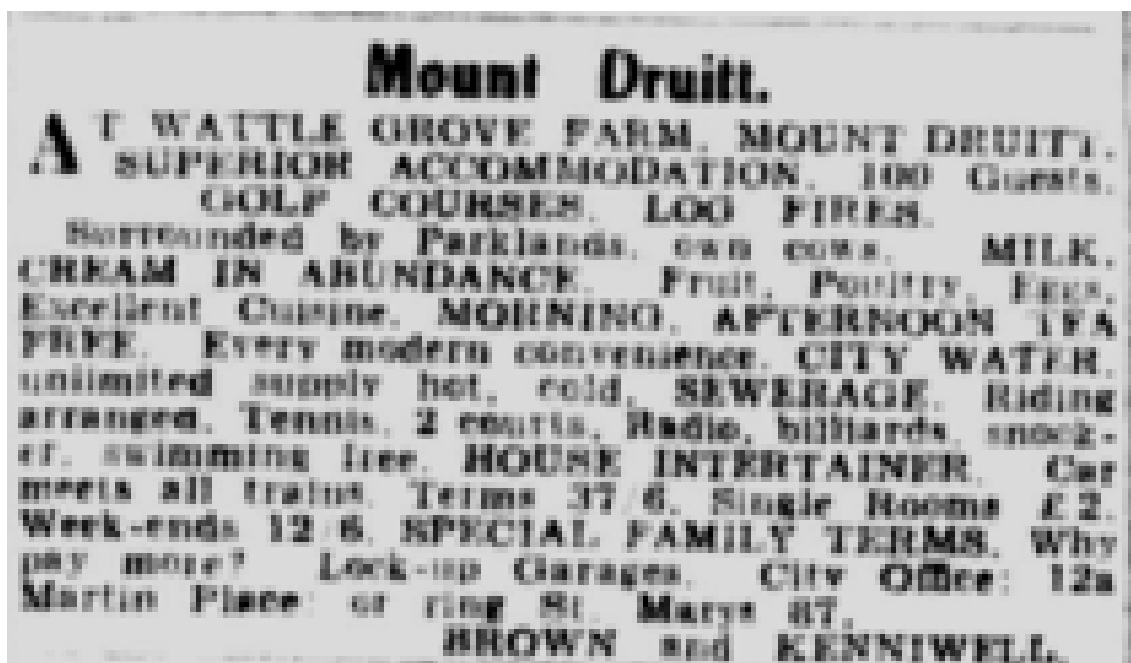 Mount Druitt.
AT WATTLE GROVE FARM, MOUNT DRUITT.
SUPERIOR ACCOMMODATION. 100 Guests.
GOLF COURSES. LOG FIRES.
Surrounded by Parklands, own cows. MILK,
CREAM IN ABUNDANCE. Fruit, Poultry, Eggs,
Excellent Cuisine. MORNING, AFTERNOON TEA
FREE. Every modern convenience. CITY WATER,
unlimited supply hot, cold, SEWERAGE. Riding
arranged. Tennis, 2 courts, Radio, billiards, snook-
er, swimming free. HOUSE INTERTAINER. Car
meets all trains. Terms 37/6. Single Rooms £2.
Week-ends 12/6. SPECIAL FAMILY TERMS. Why
pay more? Lock-up Garages. City Office: 12a
Martin Place: or ring St. Marys 87.
BROWN and KENNIWELL.